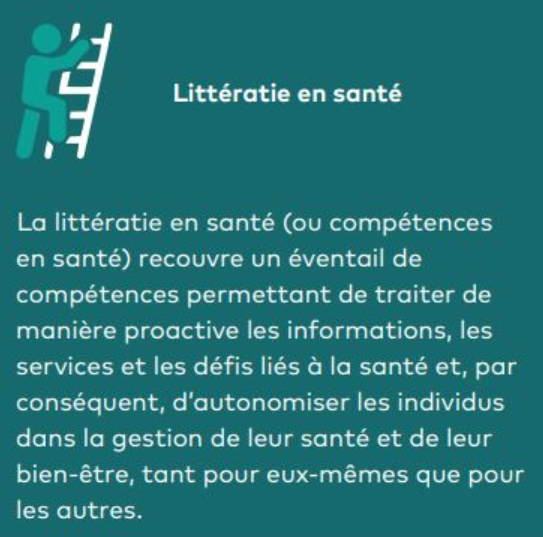 Littératie en santé
La littératie en santé (ou compétences
en santé) recouvre un éventail de
compétences permettant de traiter de
manière proactive les informations, les
services et les défis liés à la santé et, par
conséquent, d'autonomiser les individus
dans la gestion de leur santé et de leur
bien-être, tant pour eux-mêmes que pour
les autres.